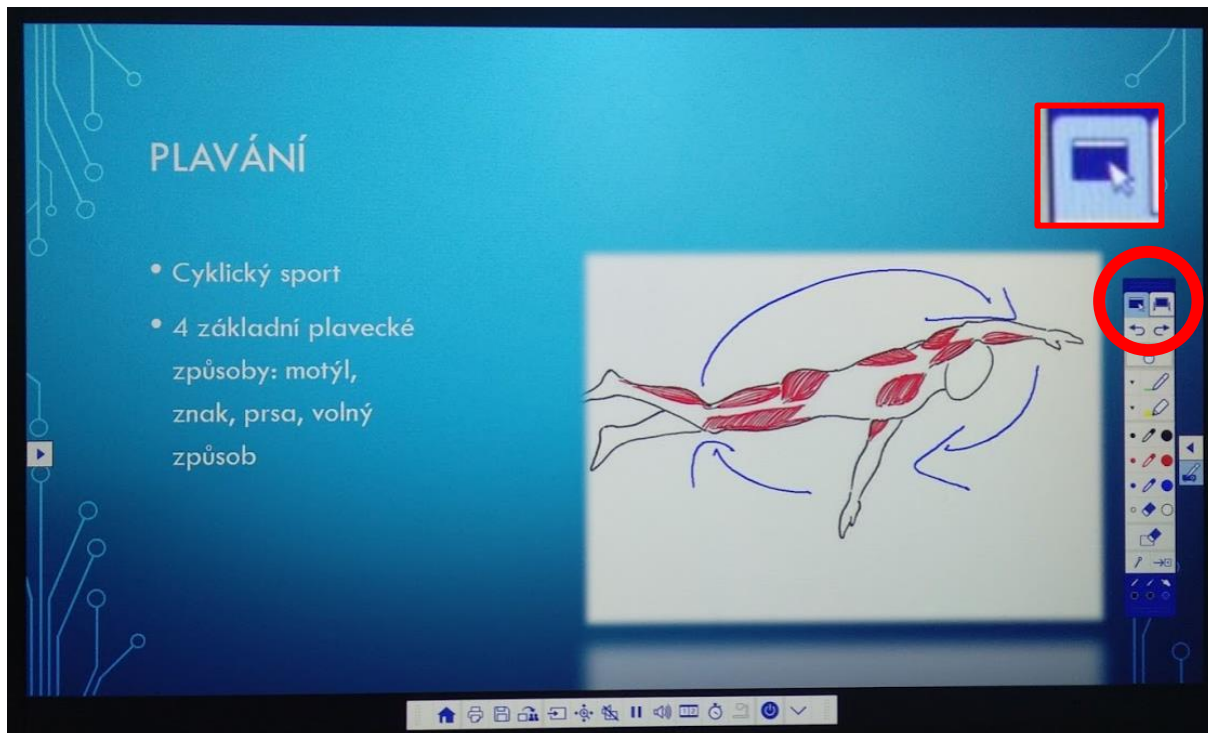 PLAVÁNÍ
• Cyklický sport
• 4 základní plavecké
způsoby: motýl,
znak, prsa, volný
způsob